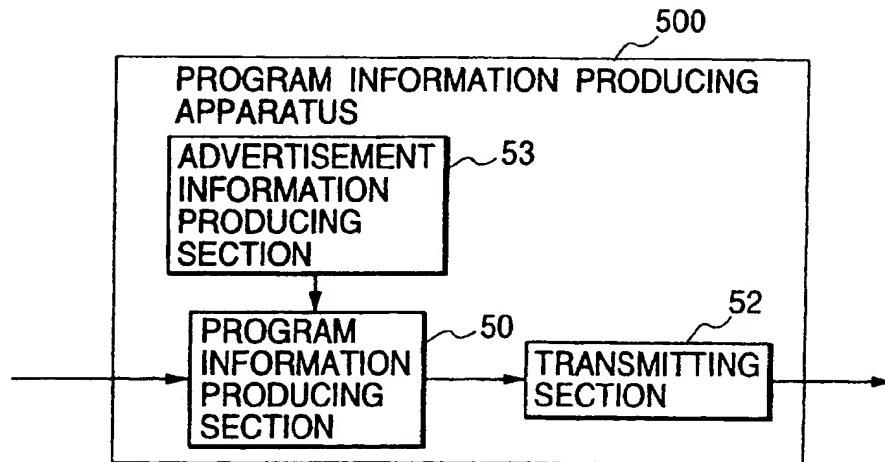 500
PROGRAM INFORMATION PRODUCING
APPARATUS
ADVERTISEMENT
INFORMATION
PRODUCING
SECTION
53
PROGRAM
INFORMATION
PRODUCING
SECTION
50
TRANSMITTING
SECTION
52